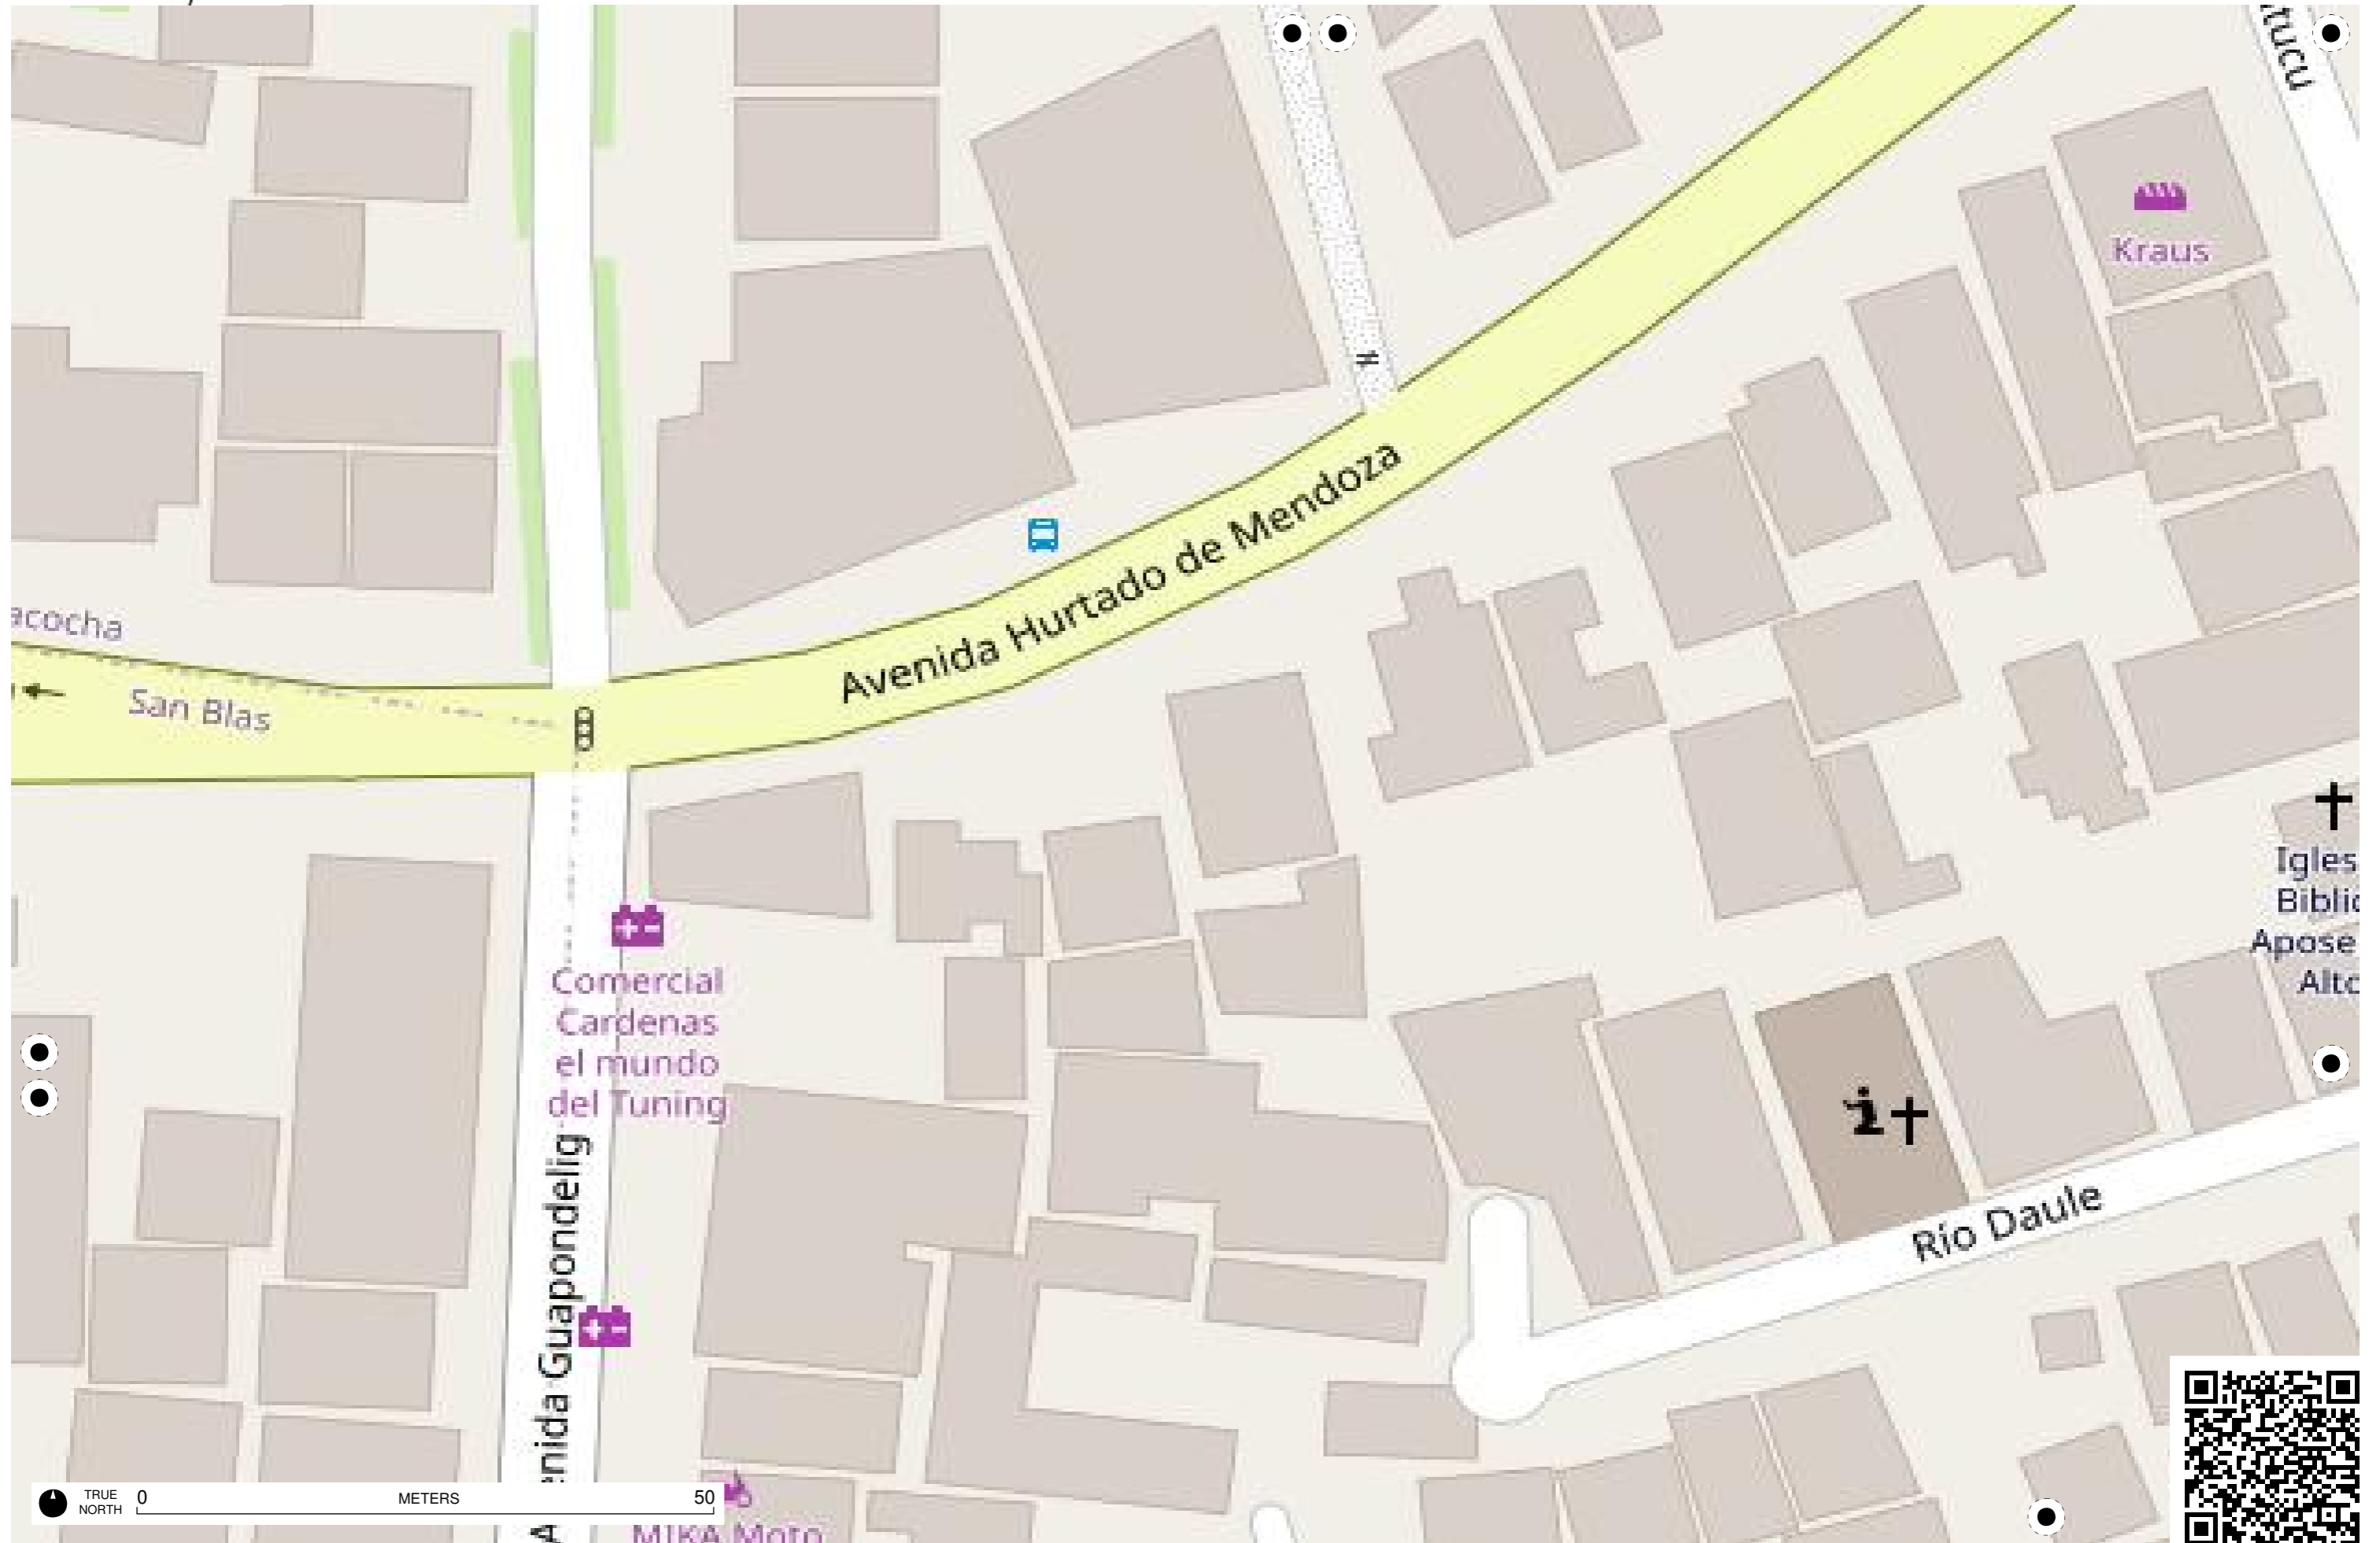 tucu
Kraus
Avenida Hurtado de Mendoza
acocha
San Blas
Igles
Biblic
Apose
Alto
Comercial
Cardenas
el mundo
del Tuning
Río Daule
Avenida Guapondelig
TRUE
NORTH
0
METERS
50
MIKA Moto